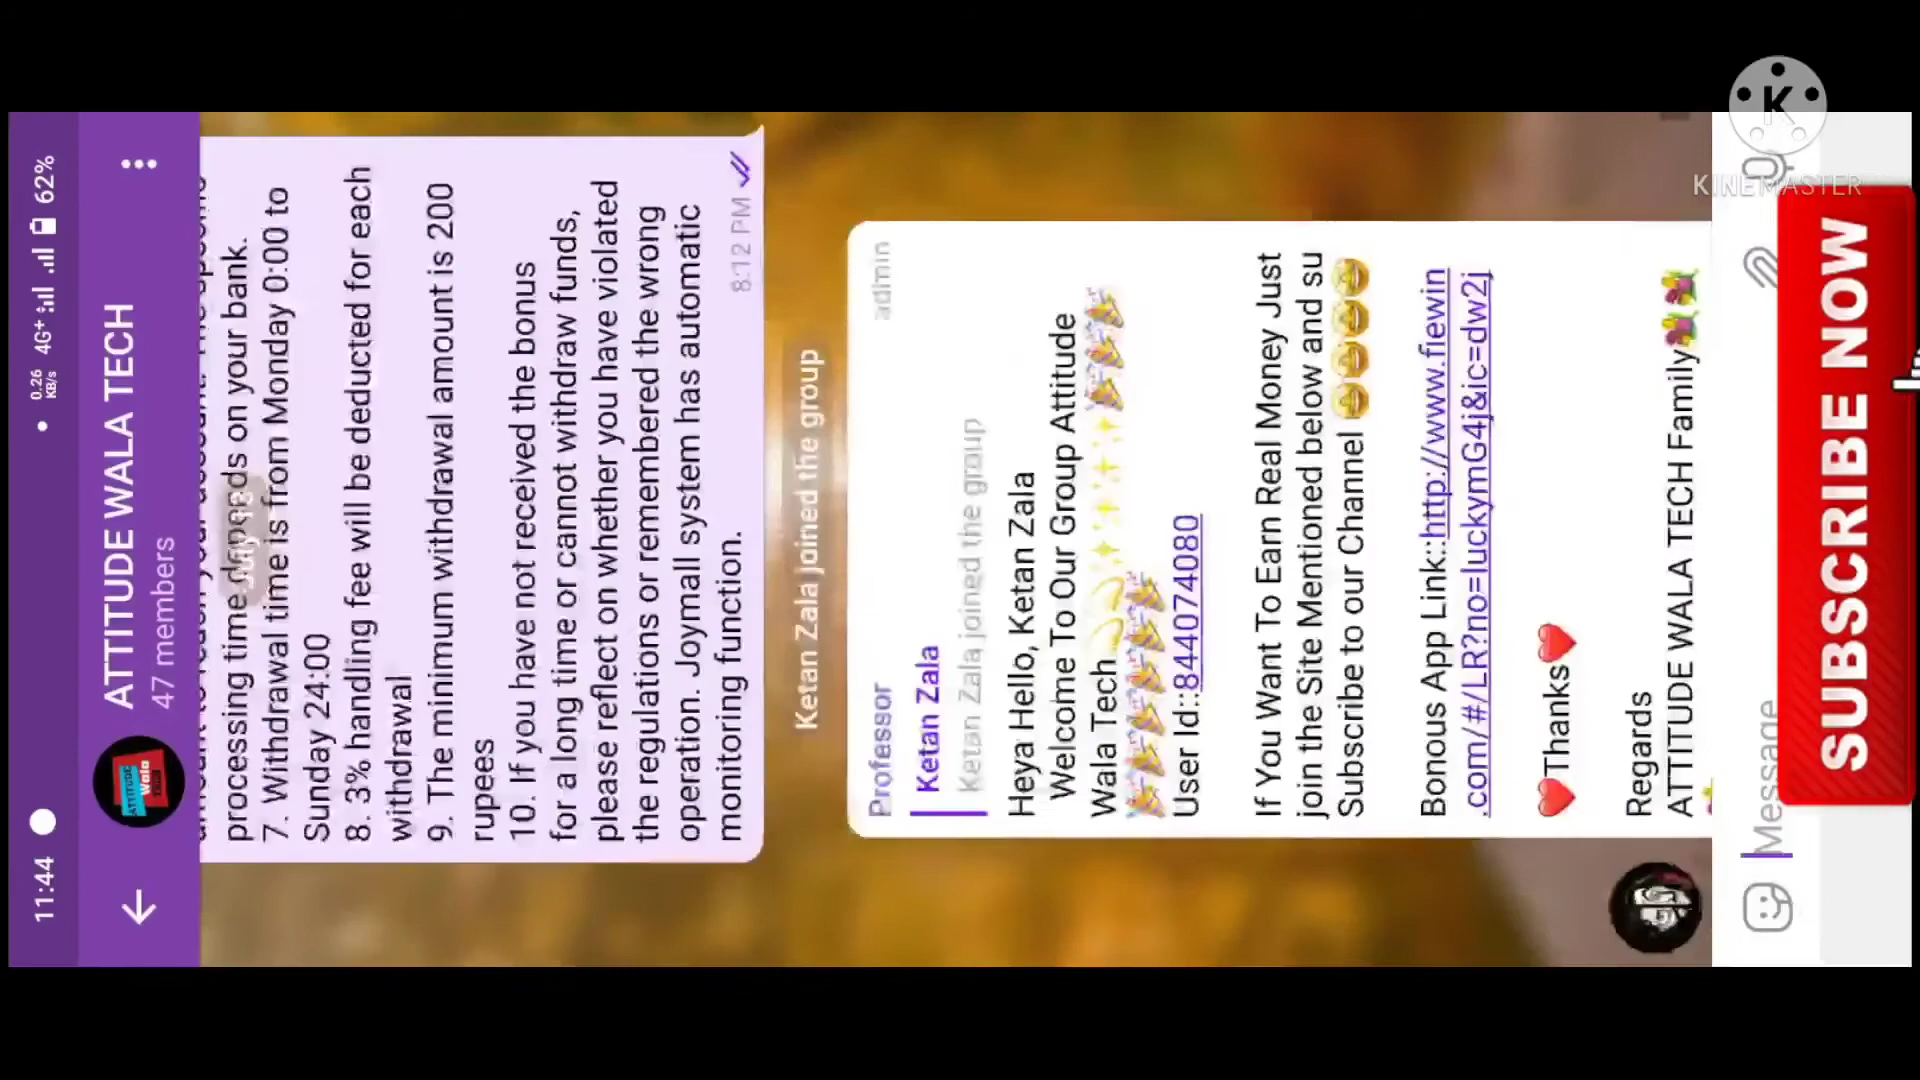 11:44
0.26
KB/s
4G+
62%
ATTITUDE WALA TECH
47 members
processing time depends on your bank.
7. Withdrawal time is from Monday 0:00 to
Sunday 24:00
8. 3% handling fee will be deducted for each
withdrawal
9. The minimum withdrawal amount is 200
rupees
10. If you have not received the bonus
for a long time or cannot withdraw funds,
please reflect on whether you have violated
the regulations or remembered the wrong
operation. Joymall system has automatic
monitoring function.
8:12 PM
Ketan Zala joined the group
Professor
admin
Ketan Zala
Ketan Zala joined the group
Heya Hello, Ketan Zala
Welcome To Our Group Attitude
Wala Tech 💫💫✨✨✨🎉🎉🎉
🎉🎉🎉🎉🎉🎉
User Id::8440774080
If You Want To Earn Real Money Just
join the Site Mentioned below and su
Subscribe to our Channel 😄😄😄😄
Bonous App Link::http://www.fiewin
.com/#/LR?no=luckymG4j&ic=dw2j
❤️Thanks❤️
Regards
ATTITUDE WALA TECH Family💐💐
Message
KINEMASTER
K
SUBSCRIBE NOW